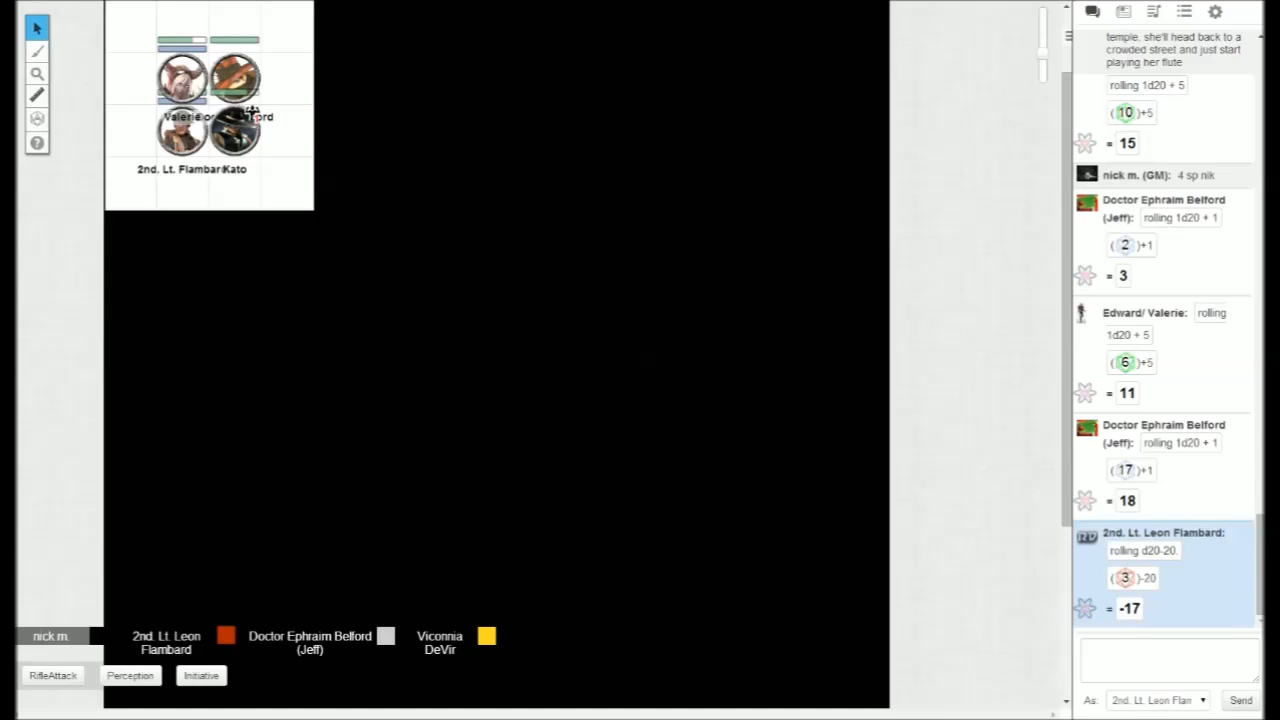 temple, she'll head back to a
crowded street and just start
playing her flute
rolling 1d20 + 5
(10)+5
= 15
nick m. (GM): 4 sp nik
Doctor Ephraim Belford
(Jeff): rolling 1d20 + 1
(2)+1
= 3
Edward/ Valerie: rolling
1d20 + 5
(6)+5
= 11
Doctor Ephraim Belford
(Jeff): rolling 1d20 + 1
(17)+1
= 18
2nd. Lt. Leon Flambard:
rolling d20-20.
(3)-20
= -17
As: 2nd. Lt. Leon Flan Send
Valerie
2nd. Lt. Flambar Kato
nick m.
2nd. Lt. Leon
Flambard
Doctor Ephraim Belford
(Jeff)
Viconnia
DeVir
RifleAttack Perception Initiative